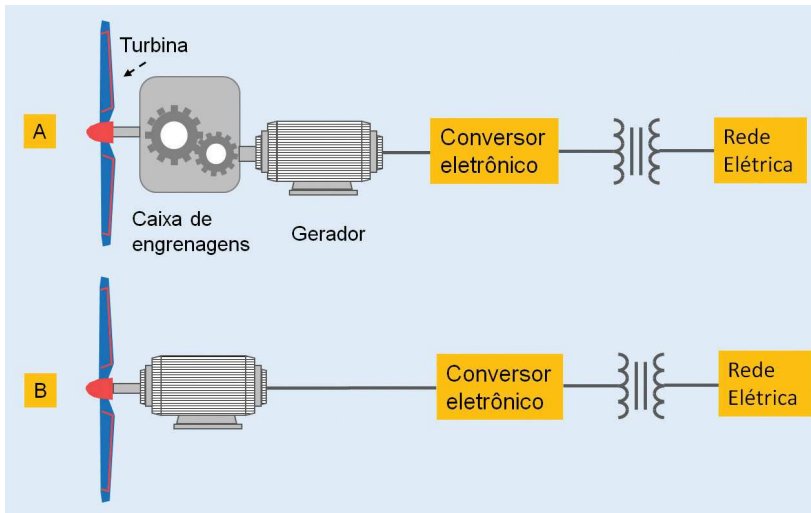 Turbina
A
Caixa de
engrenagens
Gerador
Conversor
eletrônico
Rede
Elétrica
B
Conversor
eletrônico
Rede
Elétrica